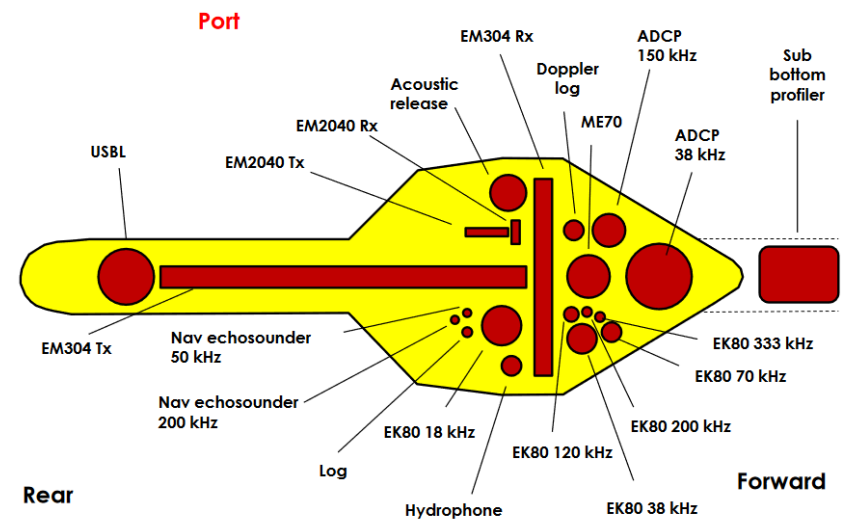 Port
EM304 Rx
ADCP
150 kHz
Sub
bottom
profiler
Doppler
log
Acoustic
release
ME70
EM2040 Rx
ADCP
38 kHz
USBL
EM2040 Tx
EM304 Tx
Nav echosounder
50 kHz
EK80 333 kHz
EK80 70 kHz
Nav echosounder
200 kHz
EK80 18 kHz
EK80 200 kHz
EK80 120 kHz
Log
Forward
Rear
Hydrophone
EK80 38 kHz